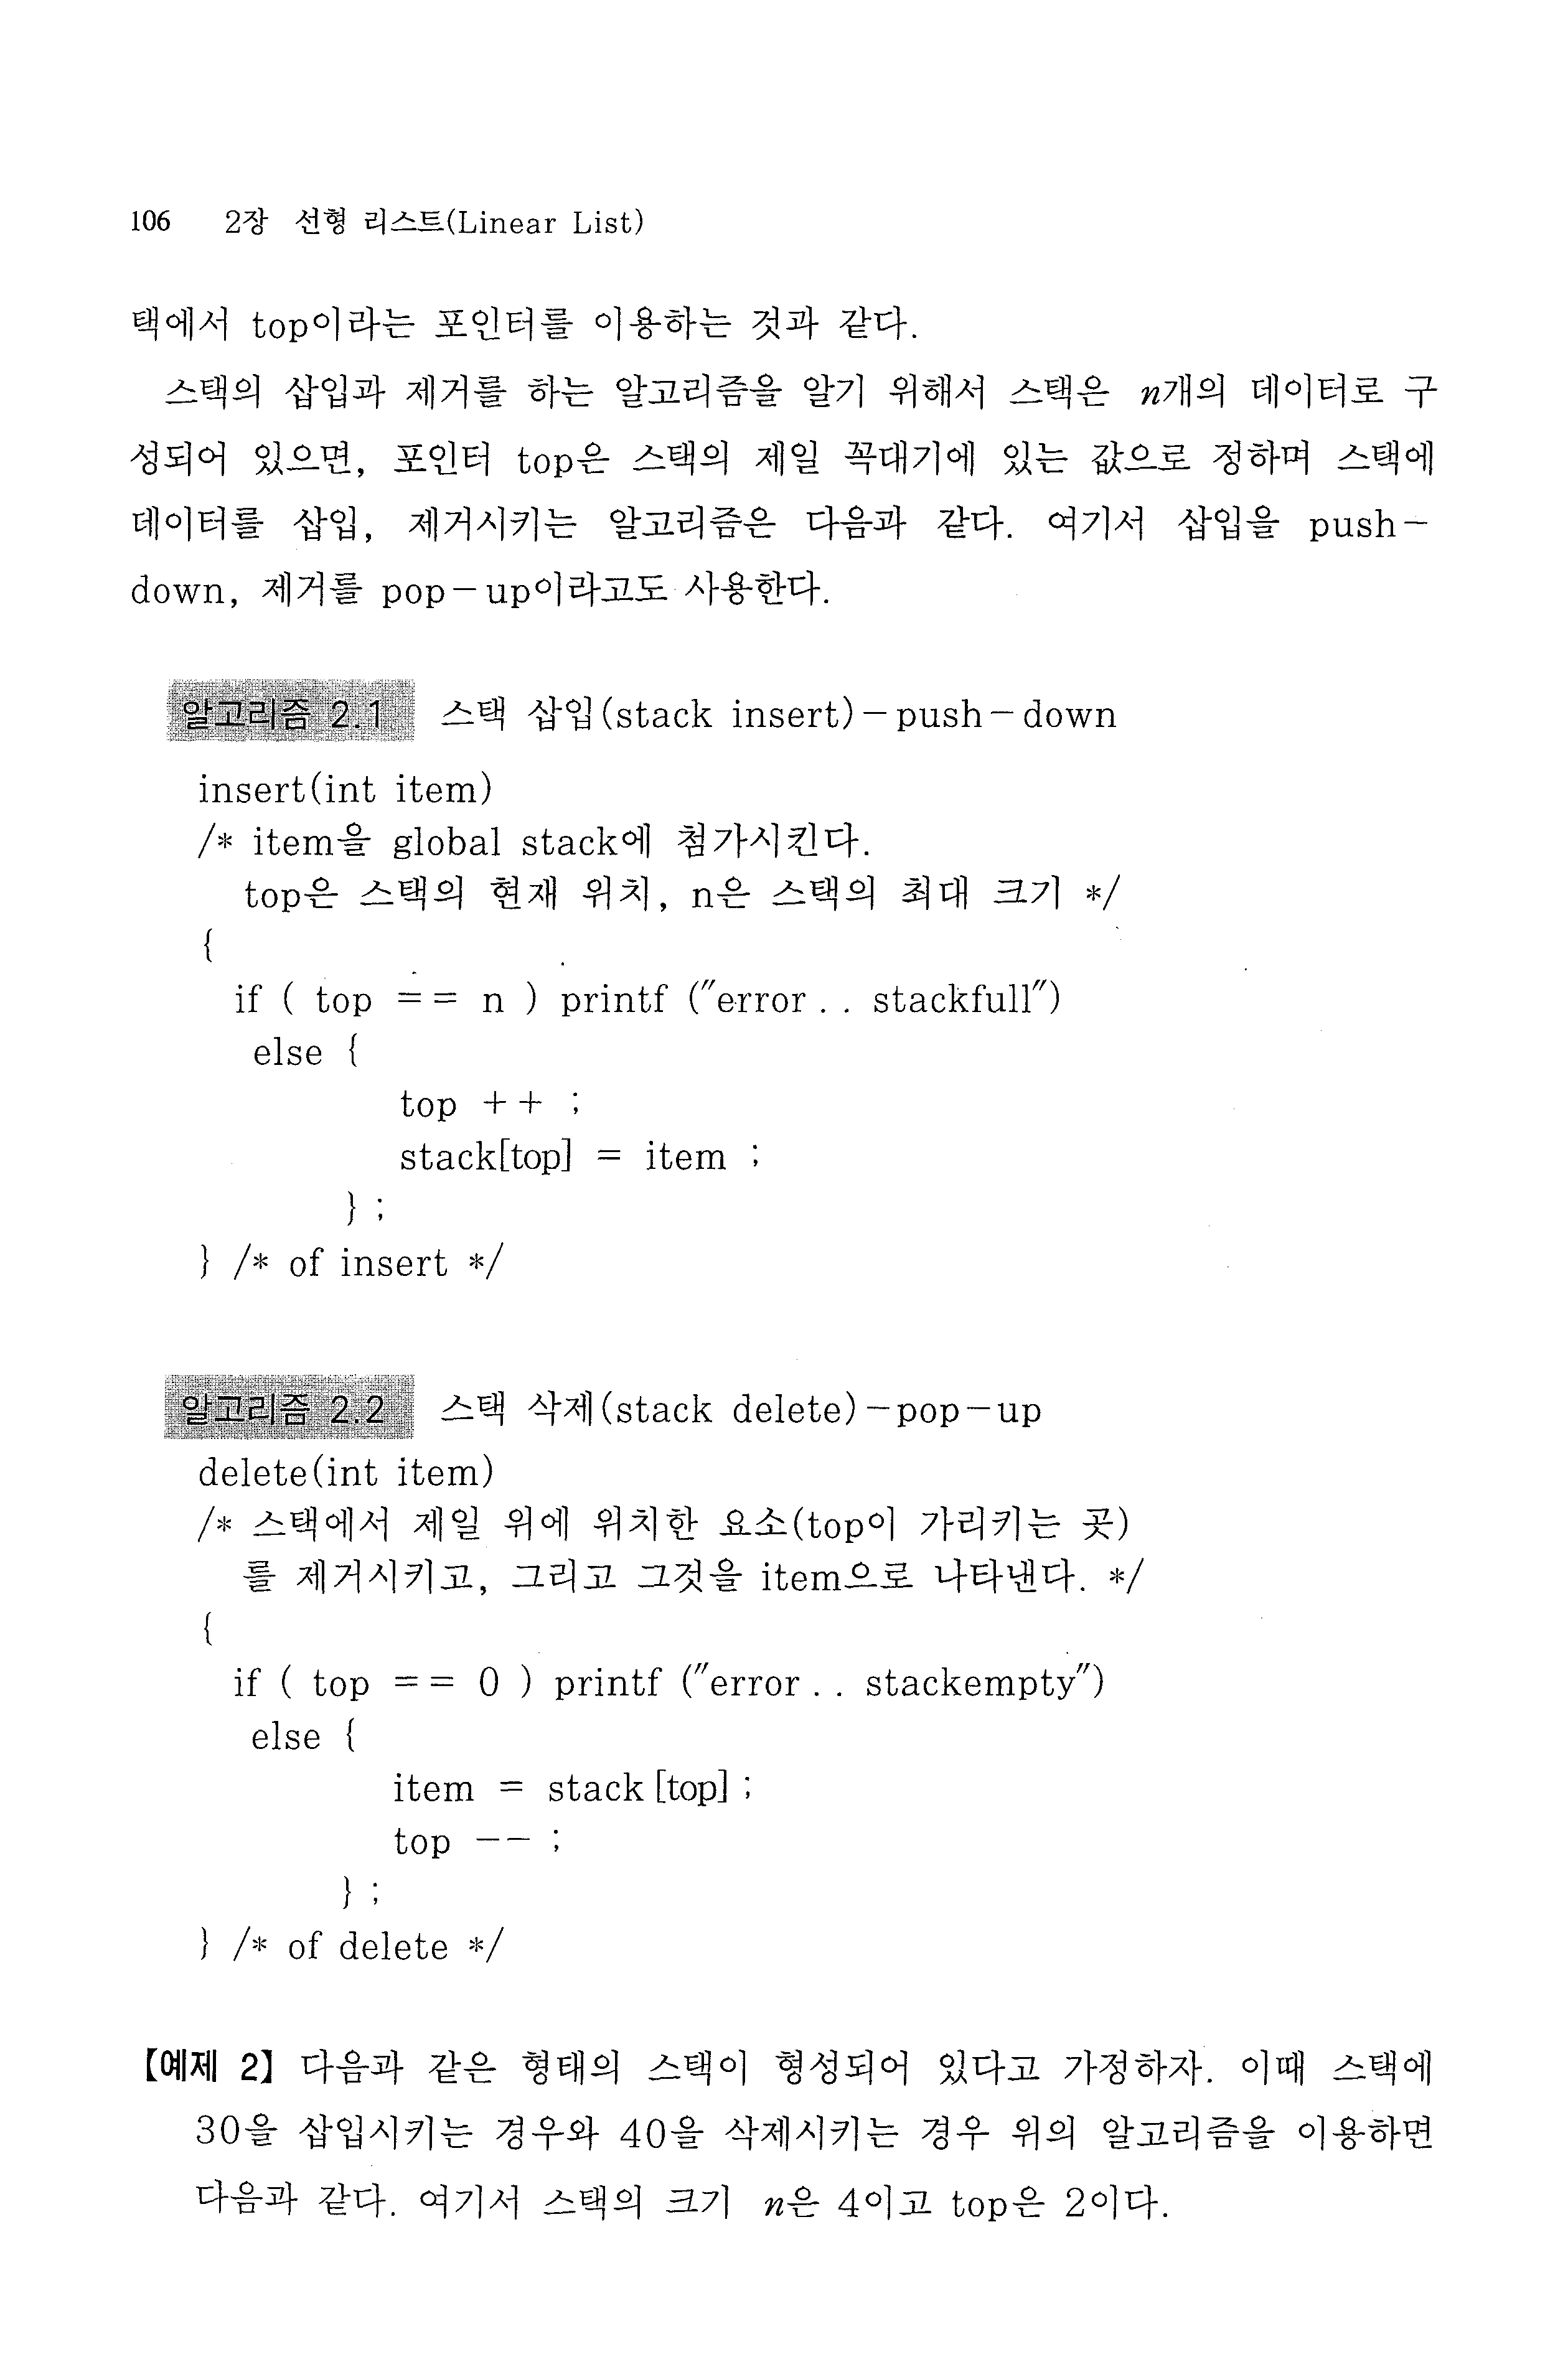 106 2장 선형 리스트(Linear List)
택에서 top이라는 포인터를 이용하는 것과 같다.
스택의 삽입과 제거를 하는 알고리즘을 알기 위해서 스택은 n개의 데이터로 구
성되어 있으면, 포인터 top은 스택의 제일 꼭대기에 있는 값으로 정하며 스택에
데이터를 삽입, 제거시키는 알고리즘은 다음과 같다. 여기서 삽입을 push-
down, 제거를 pop-up이라고도 사용한다.
알고리즘 2.1 스택 삽입(stack insert)-push-down
insert(int item)
/* item을 global stack에 첨가시킨다.
top은 스택의 현재 위치, n은 스택의 최대 크기 */
{
if ( top == n ) printf ("error.. stackfull")
else {
top ++ ;
stack[top] = item ;
} ;
} /* of insert */
알고리즘 2.2 스택 삭제(stack delete)-pop-up
delete(int item)
/* 스택에서 제일 위에 위치한 요소(top이 가리키는 곳)
를 제거시키고, 그리고 그것을 item으로 나타낸다. */
{
if ( top == 0 ) printf ("error.. stackempty")
else {
item = stack [top] ;
top -- ;
} ;
} /* of delete */
【예제 2】 다음과 같은 형태의 스택이 형성되어 있다고 가정하자. 이때 스택에
30을 삽입시키는 경우와 40을 삭제시키는 경우 위의 알고리즘을 이용하면
다음과 같다. 여기서 스택의 크기 n은 4이고 top은 2이다.